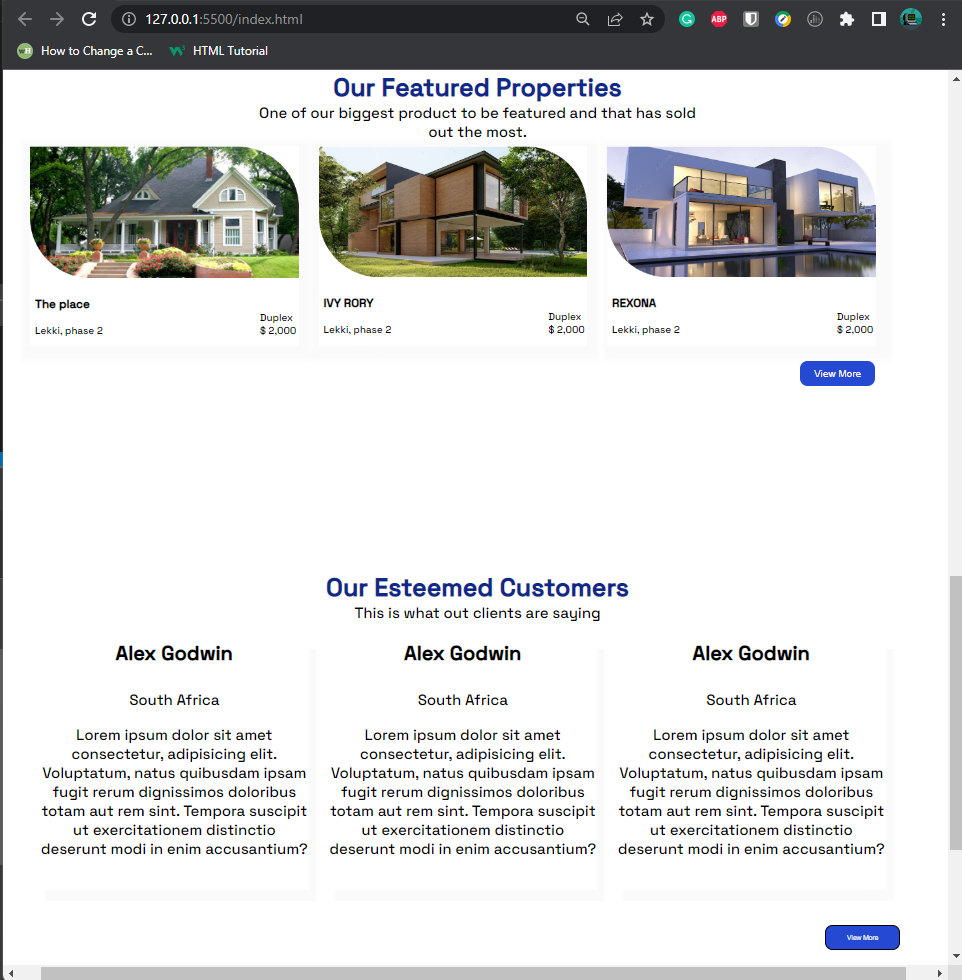 127.0.0.1:5500/index.html
ABP
How to Change a C...
HTML Tutorial
Our Featured Properties
One of our biggest product to be featured and that has sold
out the most.
The place
Lekki, phase 2
Duplex
$ 2,000
IVY RORY
Lekki, phase 2
Duplex
$ 2,000
REXONA
Lekki, phase 2
Duplex
$ 2,000
View More
Our Esteemed Customers
This is what out clients are saying
Alex Godwin
South Africa
Lorem ipsum dolor sit amet
consectetur, adipisicing elit.
Voluptatum, natus quibusdam ipsam
fugit rerum dignissimos doloribus
totam aut rem sint. Tempora suscipit
ut exercitationem distinctio
deserunt modi in enim accusantium?
Alex Godwin
South Africa
Lorem ipsum dolor sit amet
consectetur, adipisicing elit.
Voluptatum, natus quibusdam ipsam
fugit rerum dignissimos doloribus
totam aut rem sint. Tempora suscipit
ut exercitationem distinctio
deserunt modi in enim accusantium?
Alex Godwin
South Africa
Lorem ipsum dolor sit amet
consectetur, adipisicing elit.
Voluptatum, natus quibusdam ipsam
fugit rerum dignissimos doloribus
totam aut rem sint. Tempora suscipit
ut exercitationem distinctio
deserunt modi in enim accusantium?
View More